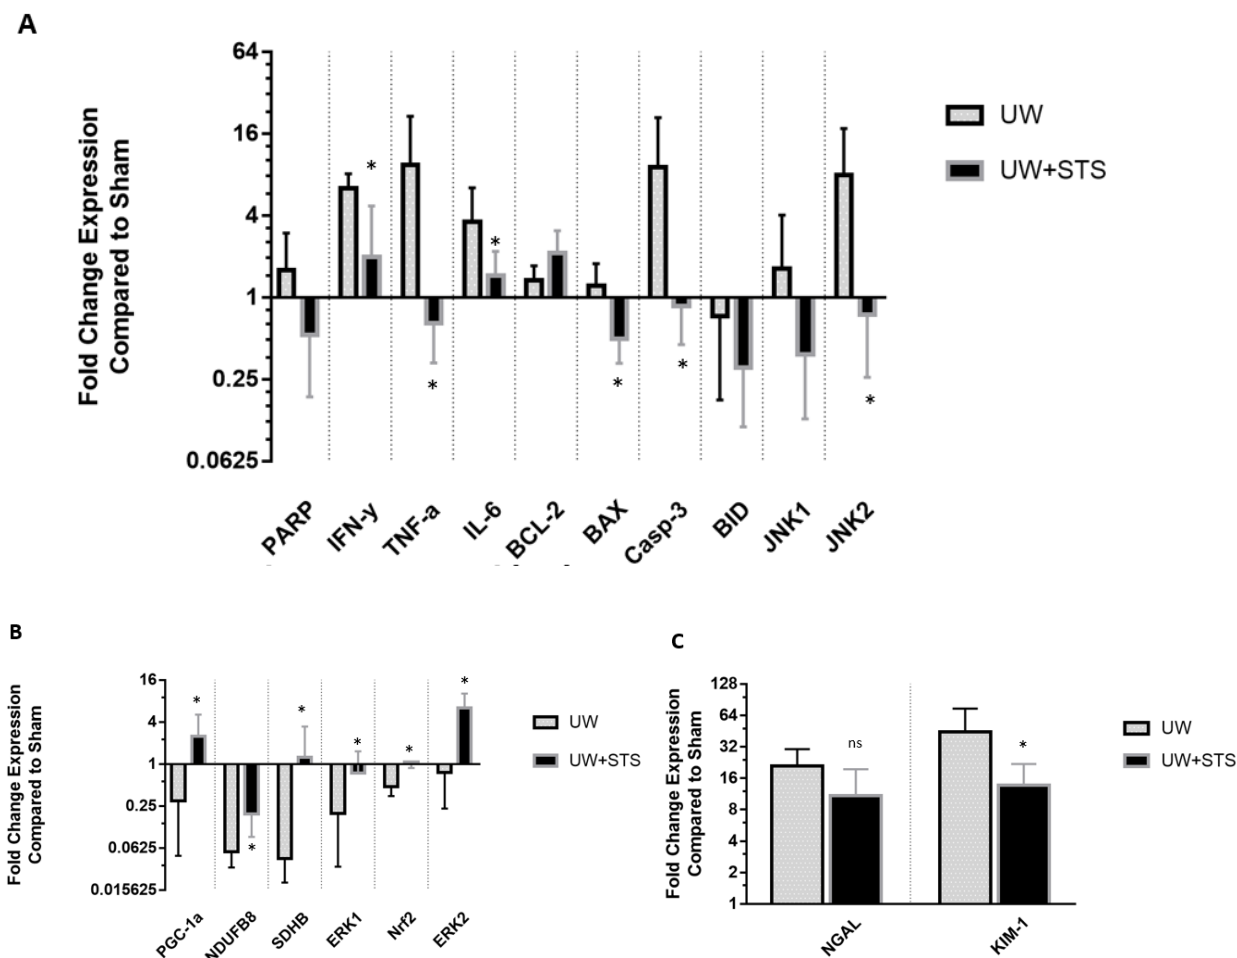 A
Fold Change Expression
Compared to Sham
64
16
4
1
0.25
0.0625
*
*
*
*
*
*
UW
UW+STS
PARP
IFN-y
TNF-a
IL-6
BCL-2
BAX
Casp-3
BID
JNK1
JNK2
B
Fold Change Expression
Compared to Sham
16
4
1
0.25
0.0625
0.015625
*
*
*
*
*
*
UW
UW+STS
PGC-1a
NDUFB8
SDHB
ERK1
Nrf2
ERK2
C
Fold Change Expression
Compared to Sham
128
64
32
16
8
4
2
1
ns
*
UW
UW+STS
NGAL
KIM-1